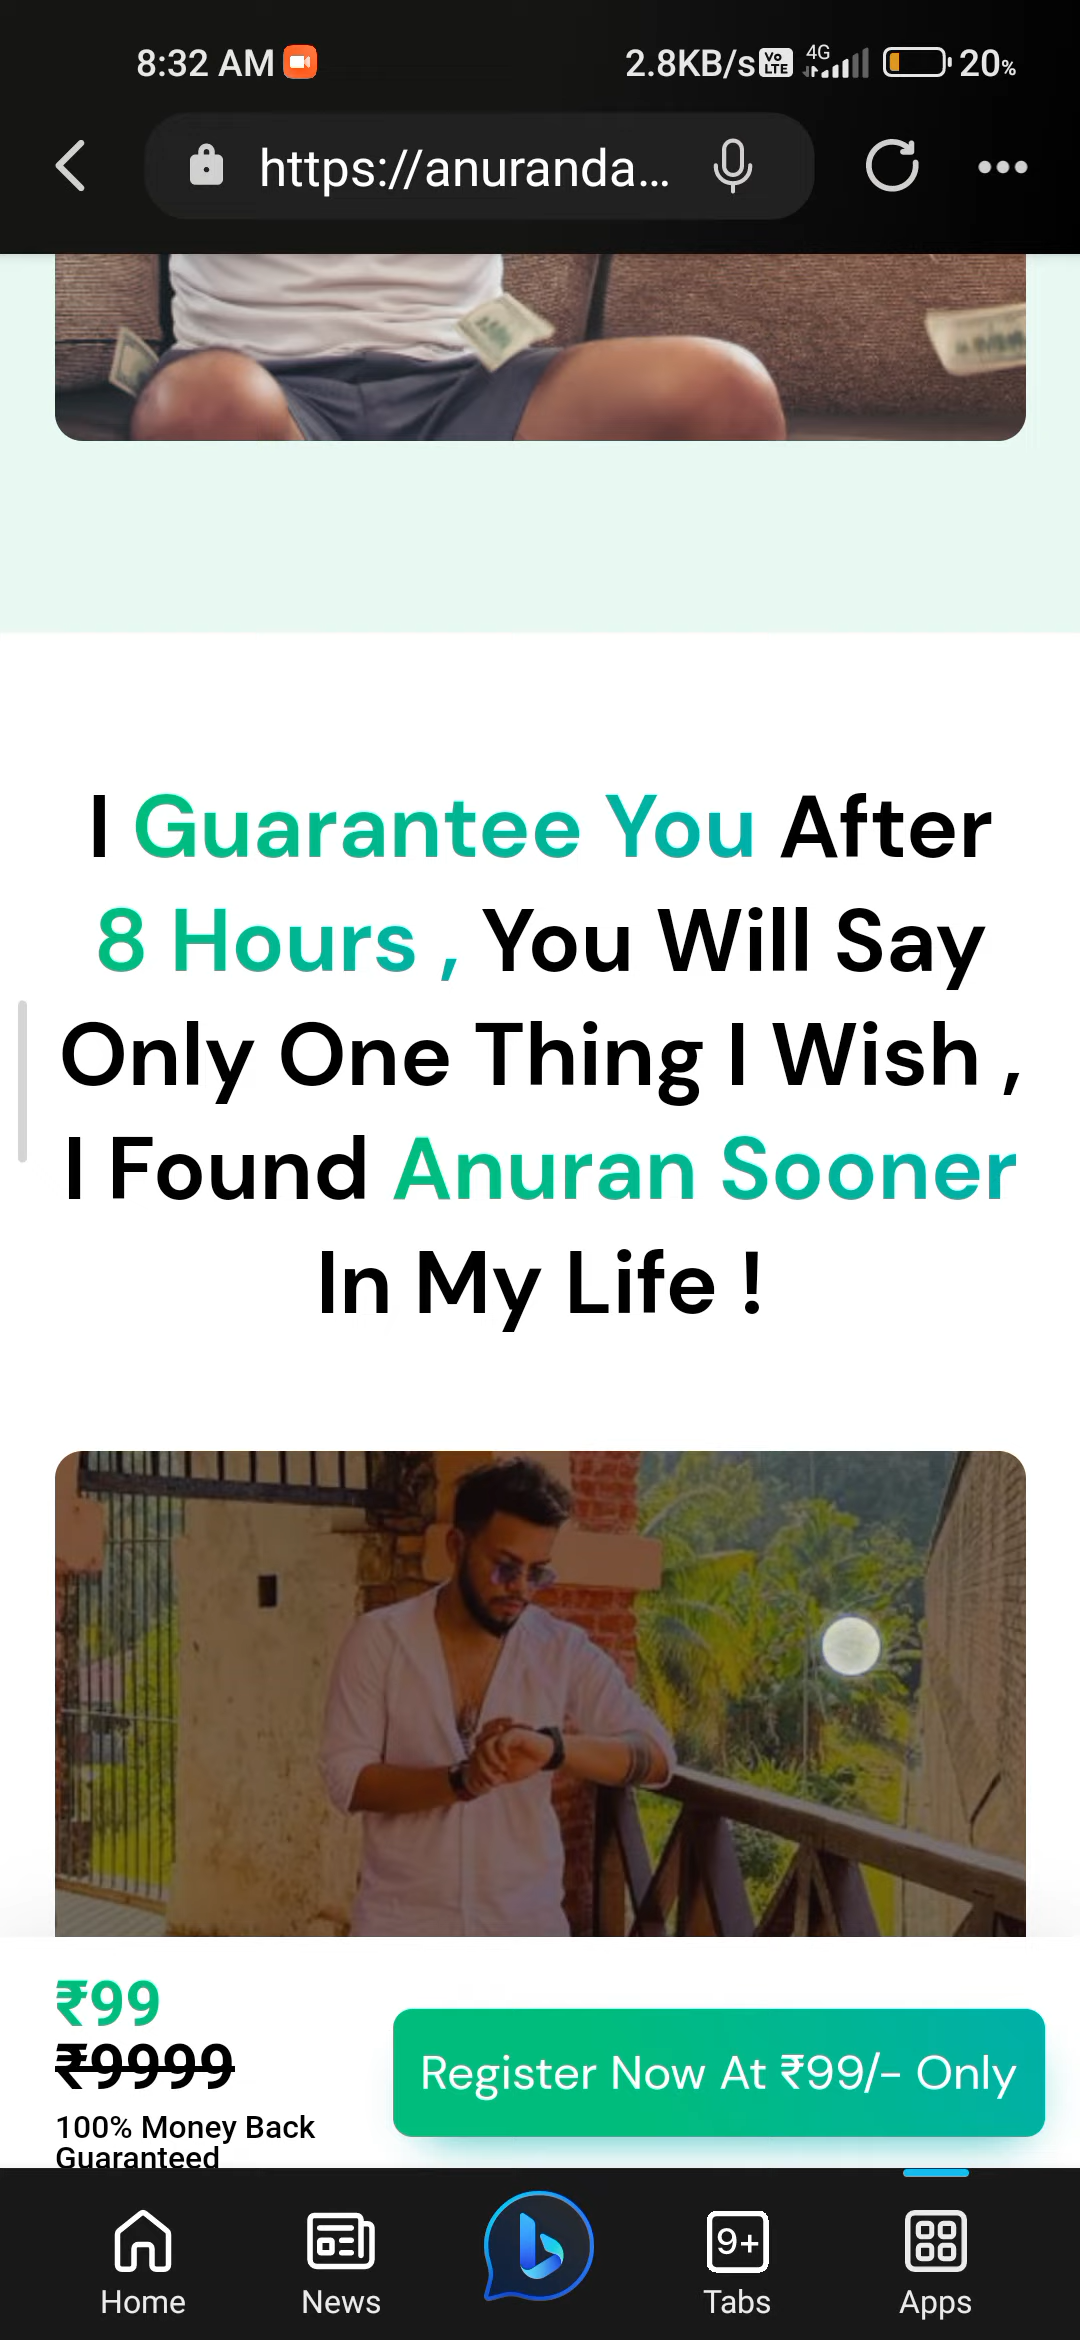 8:32 AM 2.8KB/s Vo LTE 4G 20%
https://anuranda...
I Guarantee You After
8 Hours , You Will Say
Only One Thing I Wish ,
I Found Anuran Sooner
In My Life !
₹99
₹9999
Register Now At ₹99/- Only
100% Money Back
Guaranteed
9+
Home News Tabs Apps